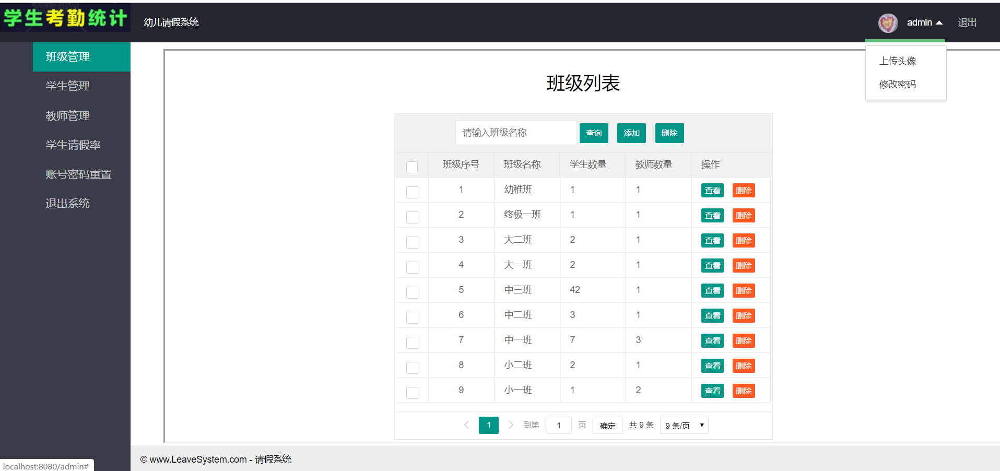 学生考勤统计
幼儿请假系统
admin
退出
上传头像
修改密码
班级管理
学生管理
教师管理
学生请假率
账号密码重置
退出系统
班级列表
请输入班级名称 查询 添加 删除
班级序号 班级名称 学生数量 教师数量 操作
1 幼稚班 1 1 查看 删除
2 终极一班 1 1 查看 删除
3 大二班 2 1 查看 删除
4 大一班 2 1 查看 删除
5 中三班 42 1 查看 删除
6 中二班 3 1 查看 删除
7 中一班 7 3 查看 删除
8 小二班 2 1 查看 删除
9 小一班 1 2 查看 删除
1 到第 1 页 确定 共 9 条 9 条/页
© www.LeaveSystem.com - 请假系统
localhost:8080/admin#